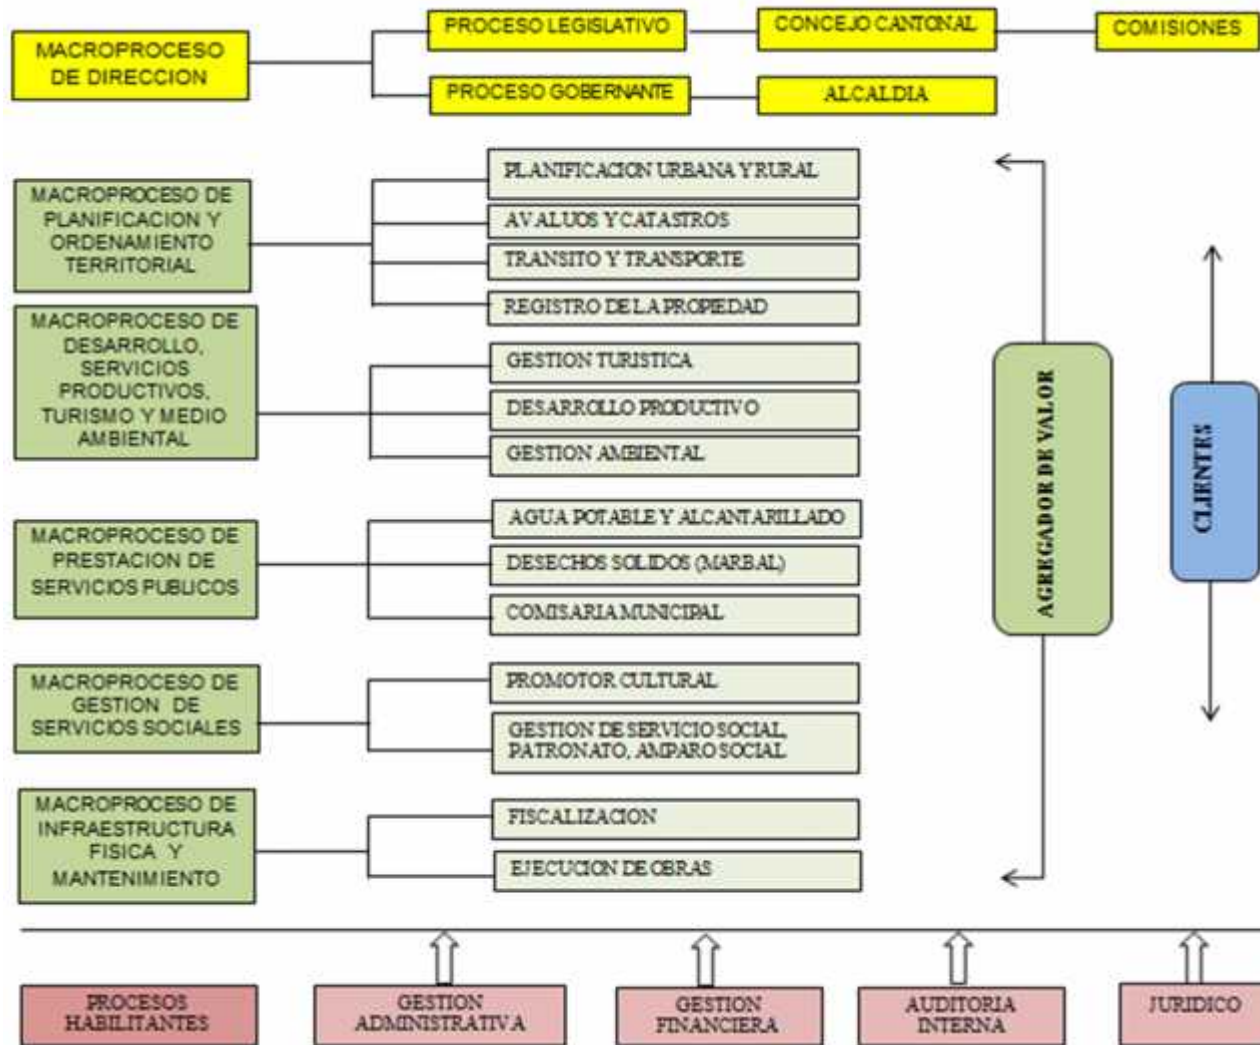 MACROPROCESO
DE DIRECCION
PROCESO LEGISLATIVO
CONCEJO CANTONAL
COMISIONES
PROCESO GOBERNANTE
ALCALDIA
MACROPROCESO DE
PLANIFICACION Y
ORDENAMIENTO
TERRITORIAL
PLANIFICACION URBANA Y RURAL
AVALUOS Y CATASTROS
TRANSITO Y TRANSPORTE
REGISTRO DE LA PROPIEDAD
MACROPROCESO DE
DESARROLLO,
SERVICIOS
PRODUCTIVOS,
TURISMO Y MEDIO
AMBIENTAL
GESTION TURISTICA
DESARROLLO PRODUCTIVO
GESTION AMBIENTAL
MACROPROCESO DE
PRESTACION DE
SERVICIOS PUBLICOS
AGUA POTABLE Y ALCANTARILLADO
DESECHOS SOLIDOS (MARBAL)
COMISARIA MUNICIPAL
MACROPROCESO DE
GESTION DE
SERVICIOS SOCIALES
PROMOTOR CULTURAL
GESTION DE SERVICIO SOCIAL,
PATRONATO, AMPARO SOCIAL
MACROPROCESO DE
INFRAESTRUCTURA
FISICA Y
MANTENIMIENTO
FISCALIZACION
EJECUCION DE OBRAS
AGREGADOR DE VALOR
CLIENTES
PROCESOS
HABILITANTES
GESTION
ADMINISTRATIVA
GESTION
FINANCIERA
AUDITORIA
INTERNA
JURIDICO